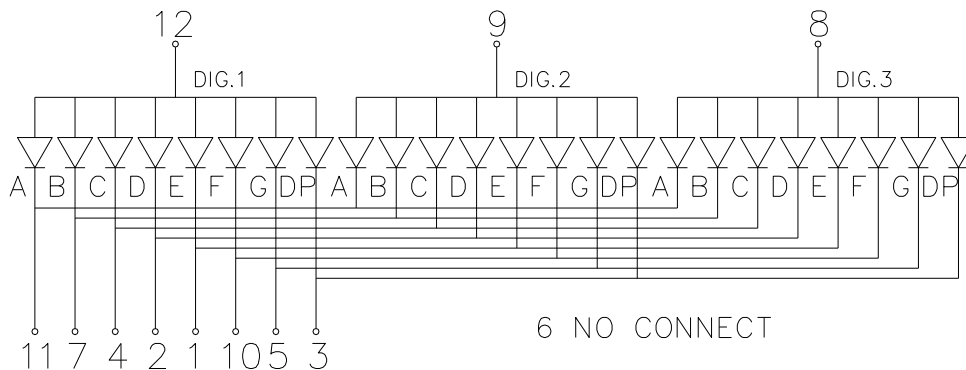 12 9 8
DIG.1 DIG.2 DIG.3
A B C D E F G DP A B C D E F G DP A B C D E F G DP
6 NO CONNECT
11 7 4 2 1 10 5 3